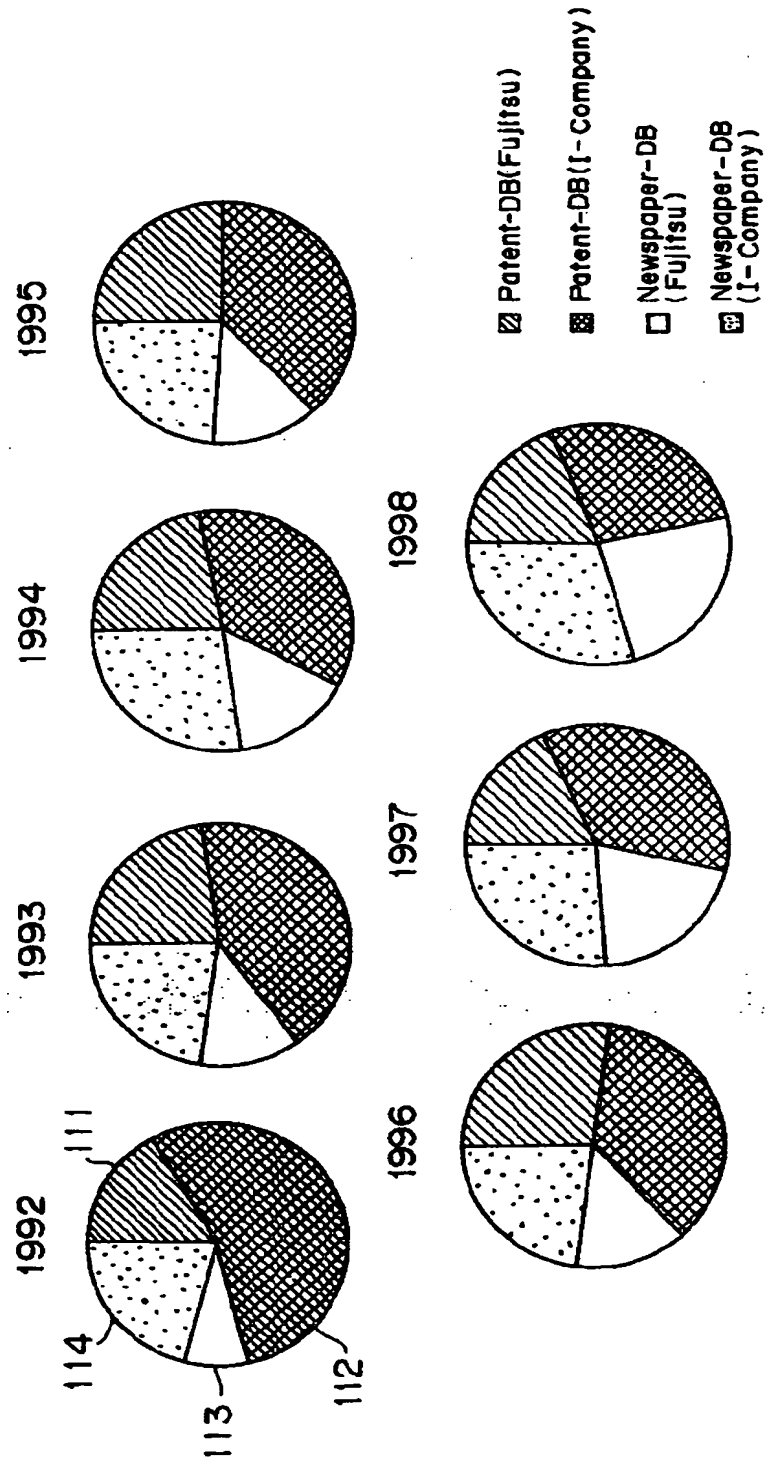 1992
1993
1994
1995
111
114
113
112
1996
1997
1998
Patent-DB(Fujitsu)
Patent-DB(I-Company)
Newspaper-DB
(Fujitsu)
Newspaper-DB
(I-Company)